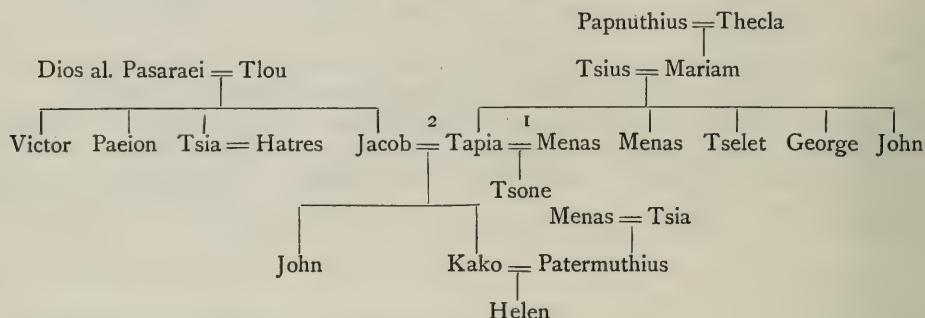 Papnuthius = Thecla
Dios al. Pasaraei = Tlou Tsius = Mariam
2 1
Victor Paeion Tsia = Hatres Jacob = Tapia = Menas Menas Tselet George John
Tsone
Menas = Tsia
John Kako = Patermuthius
Helen